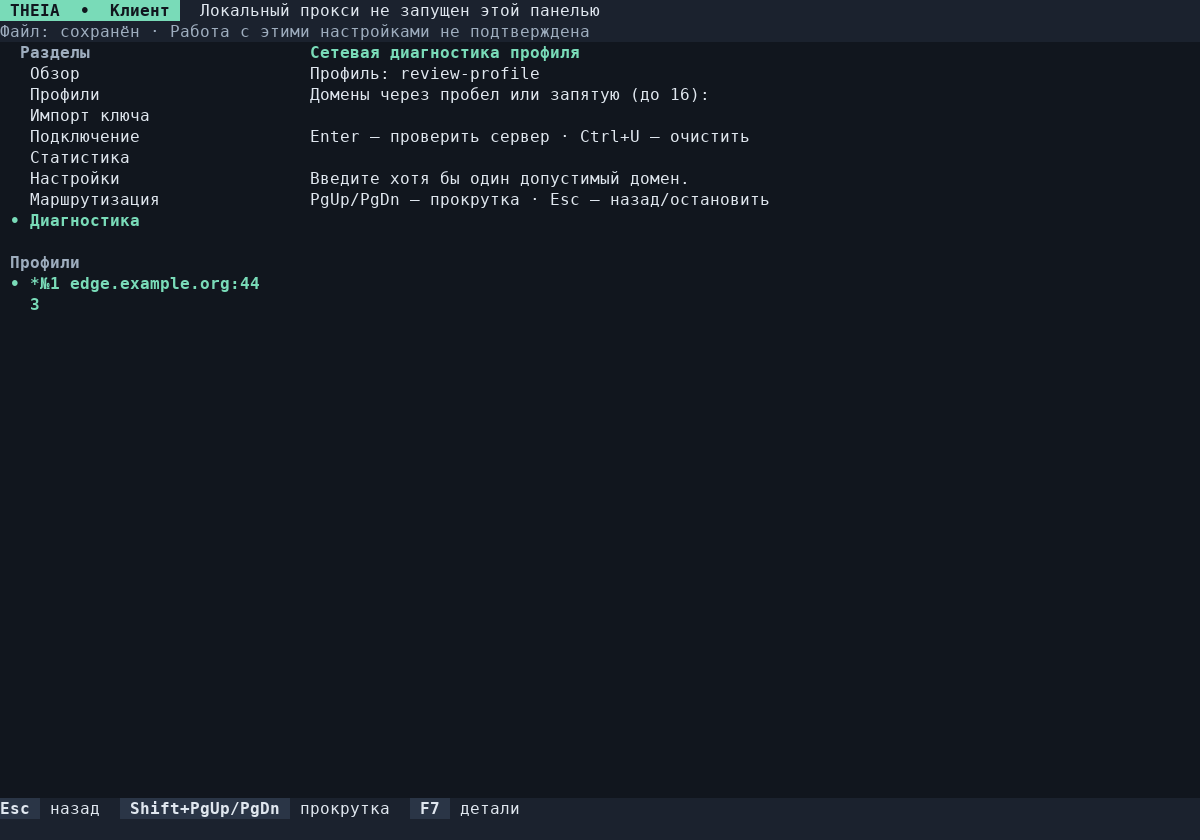 THEIA • Клиент Локальный прокси не запущен этой панелью
Файл: сохранён · Работа с этими настройками не подтверждена
Разделы
Обзор
Профили
Импорт ключа
Подключение
Статистика
Настройки
Маршрутизация
• Диагностика
Профили
• *№1 edge.example.org:44
3
Сетевая диагностика профиля
Профиль: review-profile
Домены через пробел или запятую (до 16):
Enter — проверить сервер · Ctrl+U — очистить
Введите хотя бы один допустимый домен.
PgUp/PgDn — прокрутка · Esc — назад/остановить
Esc назад Shift+PgUp/PgDn прокрутка F7 детали